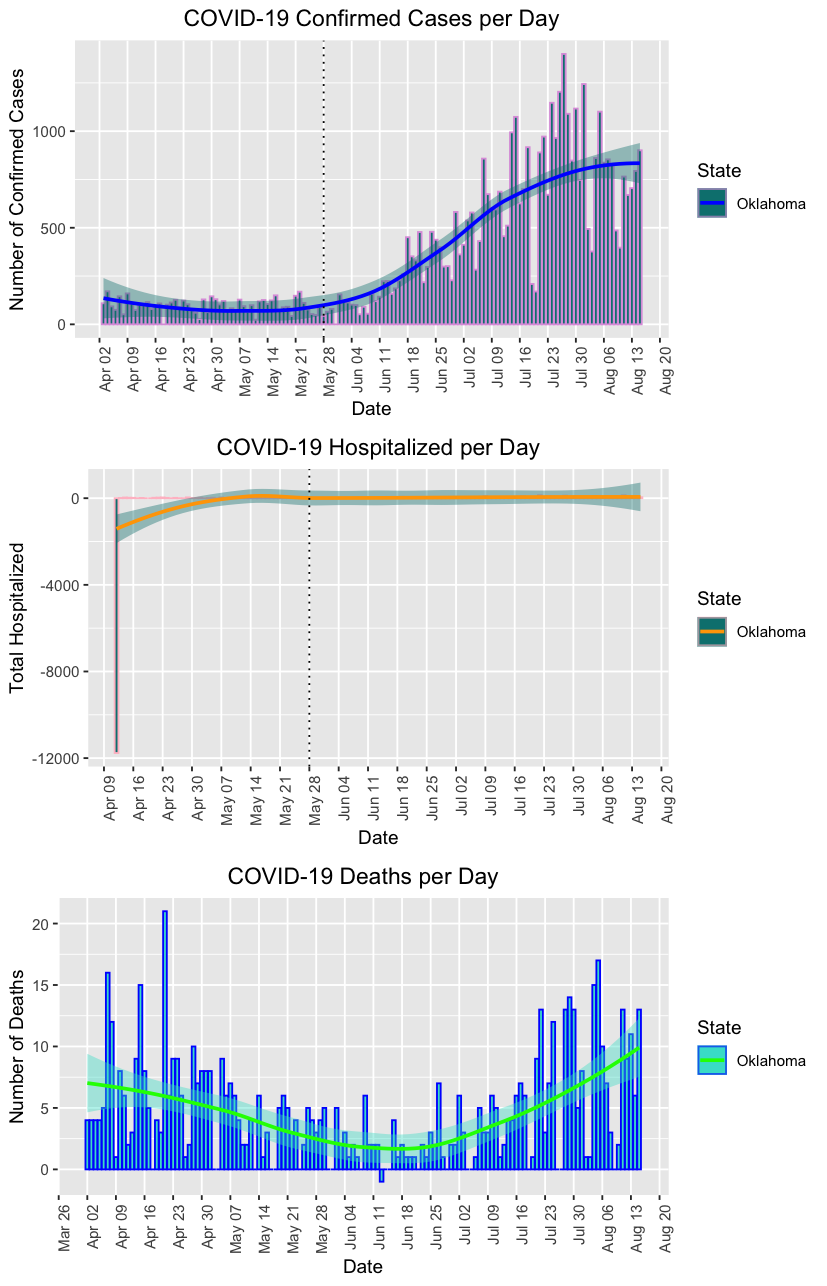 COVID-19 Confirmed Cases per Day
Number of Confirmed Cases
1000
500
0
Apr 02
Apr 09
Apr 16
Apr 23
Apr 30
May 07
May 14
May 21
May 28
Jun 04
Jun 11
Jun 18
Jun 25
Jul 02
Jul 09
Jul 16
Jul 23
Jul 30
Aug 06
Aug 13
Aug 20
Date
State
Oklahoma
COVID-19 Hospitalized per Day
Total Hospitalized
0
-4000
-8000
-12000
Apr 09
Apr 16
Apr 23
Apr 30
May 07
May 14
May 21
May 28
Jun 04
Jun 11
Jun 18
Jun 25
Jul 02
Jul 09
Jul 16
Jul 23
Jul 30
Aug 06
Aug 13
Aug 20
Date
State
Oklahoma
COVID-19 Deaths per Day
Number of Deaths
20
15
10
5
0
Mar 26
Apr 02
Apr 09
Apr 16
Apr 23
Apr 30
May 07
May 14
May 21
May 28
Jun 04
Jun 11
Jun 18
Jun 25
Jul 02
Jul 09
Jul 16
Jul 23
Jul 30
Aug 06
Aug 13
Aug 20
Date
State
Oklahoma